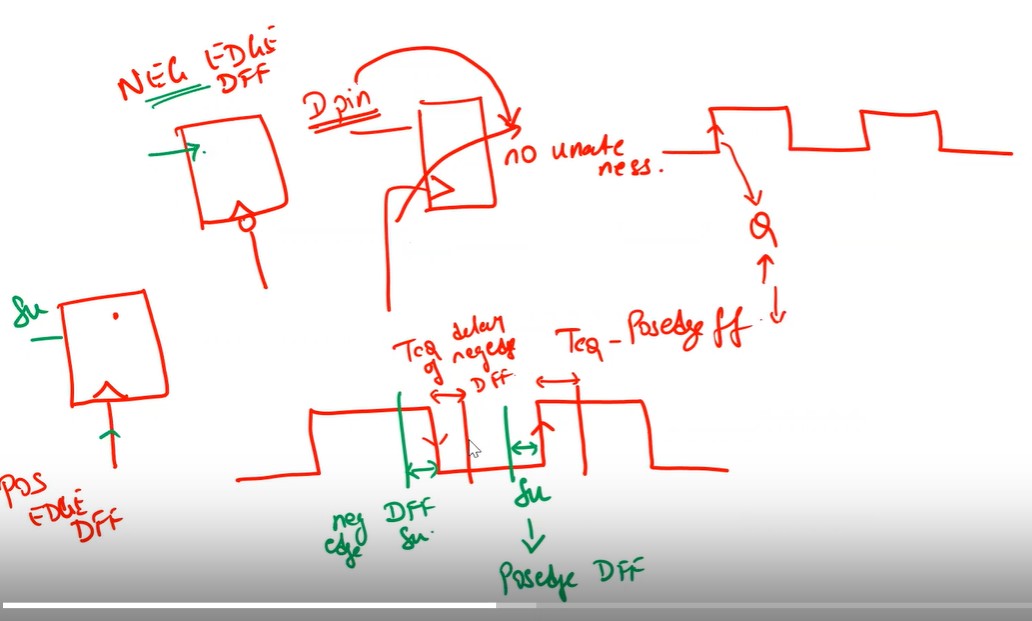 NEG EDGE
DFF
D pin
no unate
ness.
Q
Su
Tcq delay
of negedge
DFF
Tcq - Posedge ff
POS
EDGE
DFF
neg DFF
edge Su.
Su
Posedge DFF